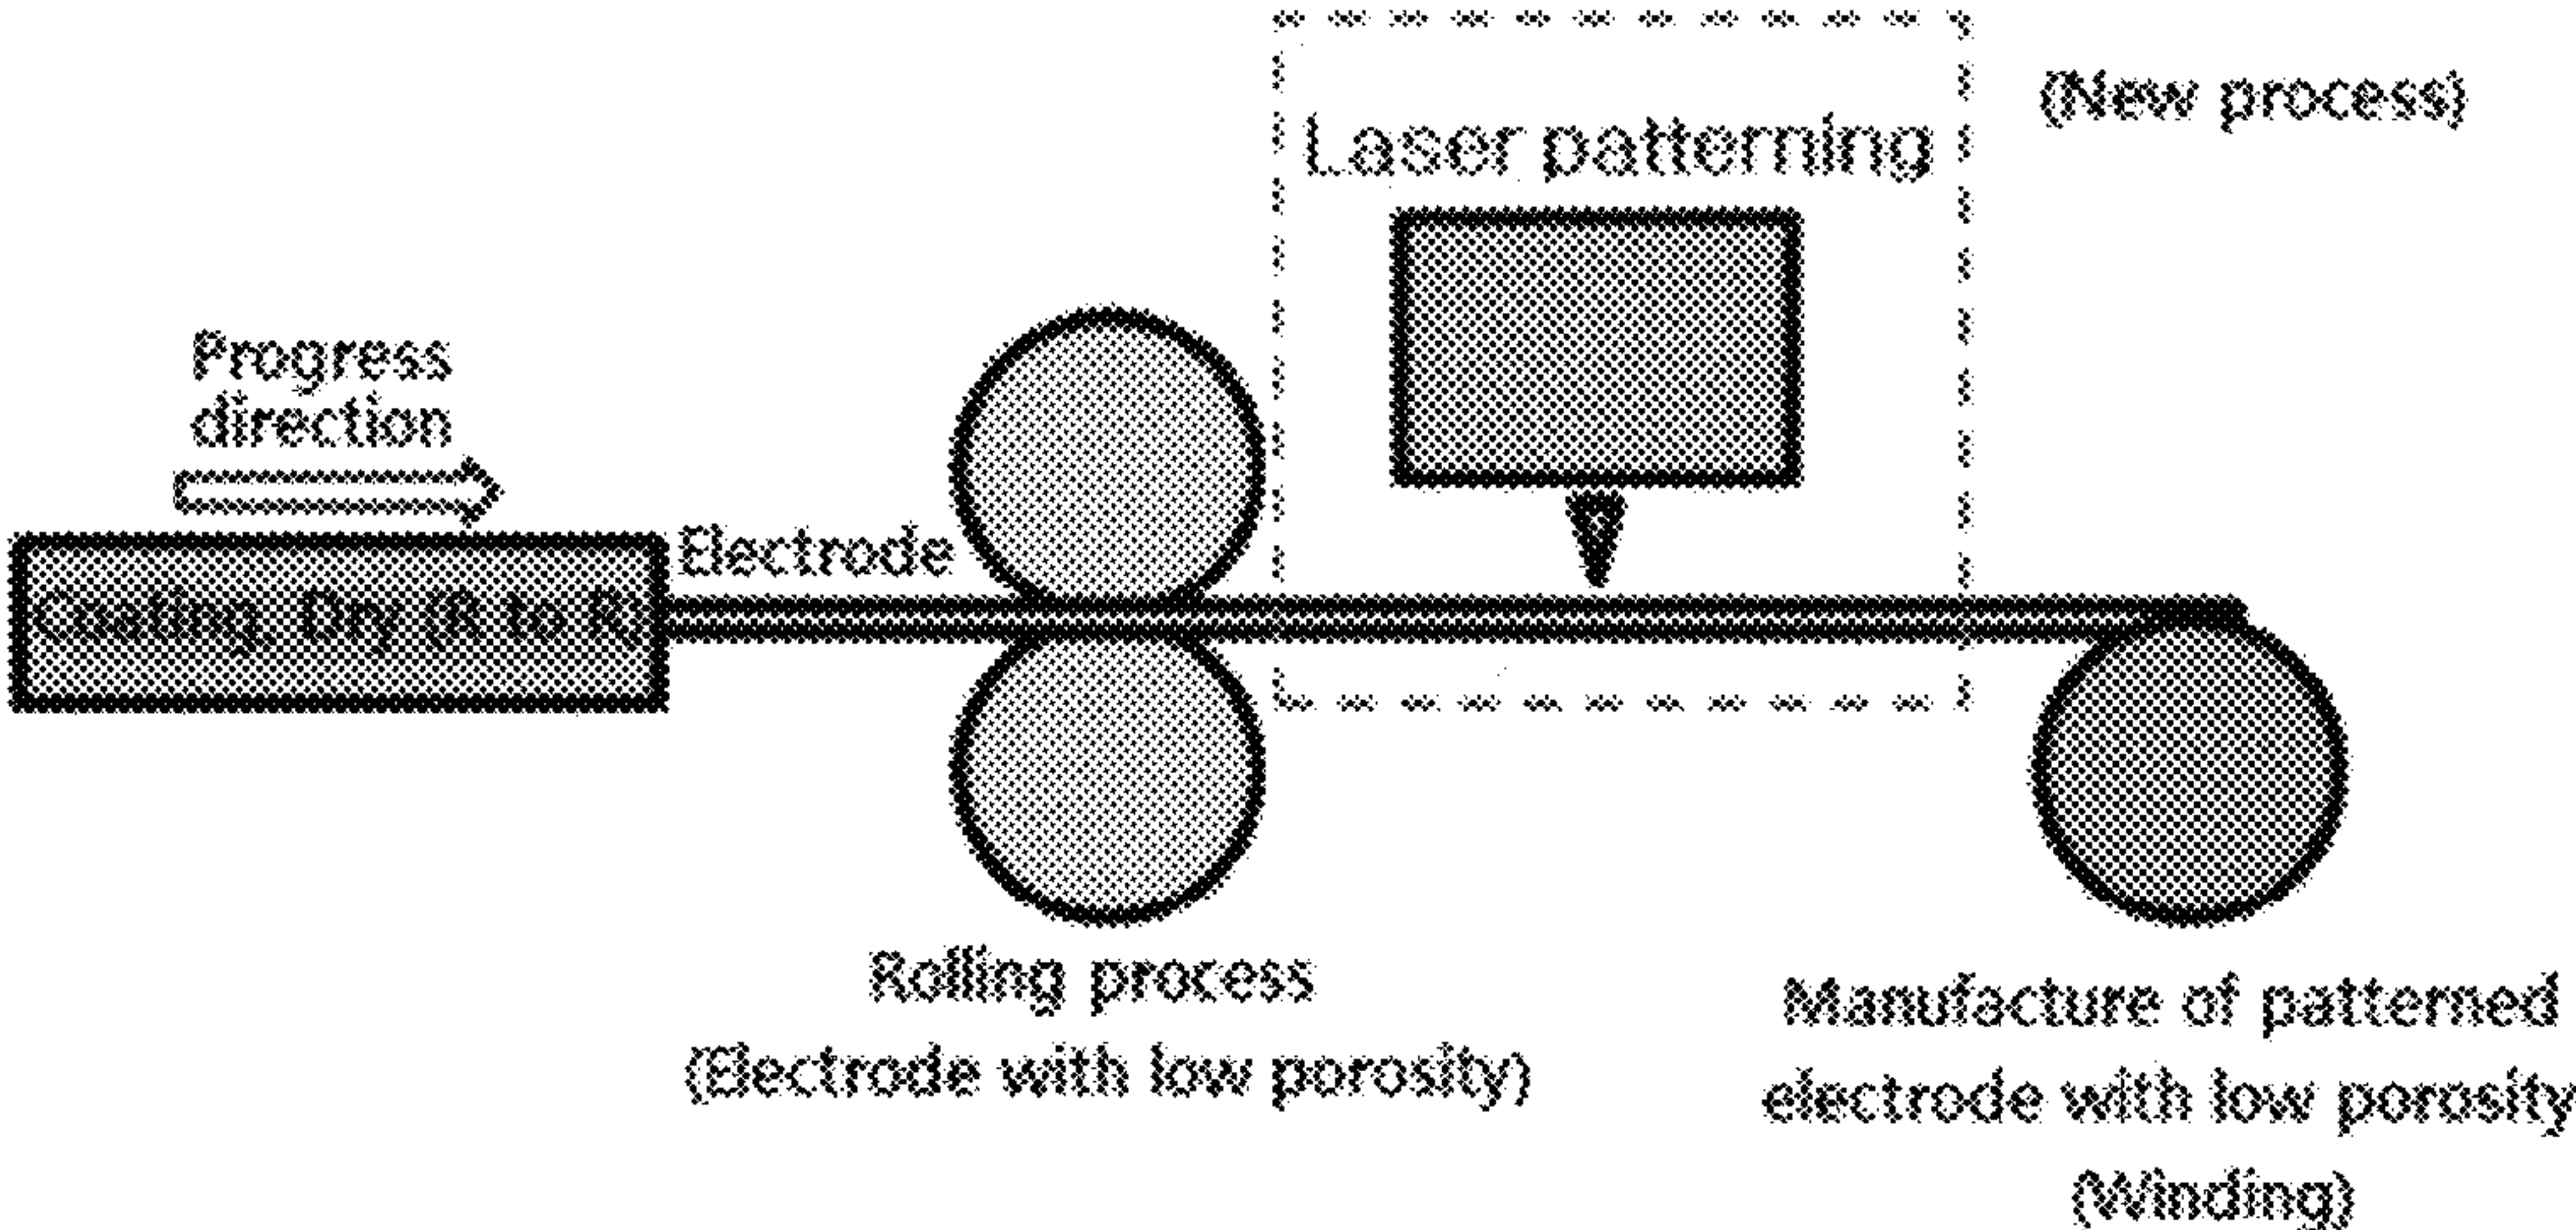 (New process)
Laser patterning
Progress
direction
Electrode
Coating, Dry (R to R)
Rolling process
(Electrode with low porosity)
Manufacture of patterned
electrode with low porosity
(Winding)